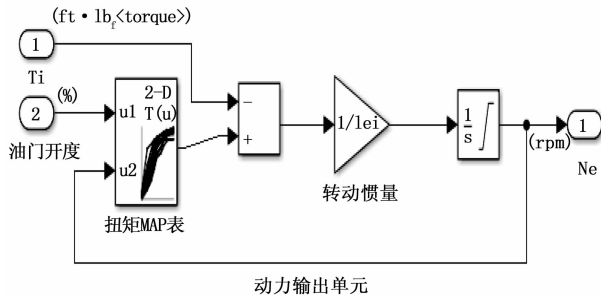 (ft·lbf<torque>)
1
Ti
2
(%)
油门开度
u1
u2
2-D
T(u)
扭矩MAP表
−
+
1/Iei
转动惯量
1
s
(rpm)
1
Ne
动力输出单元